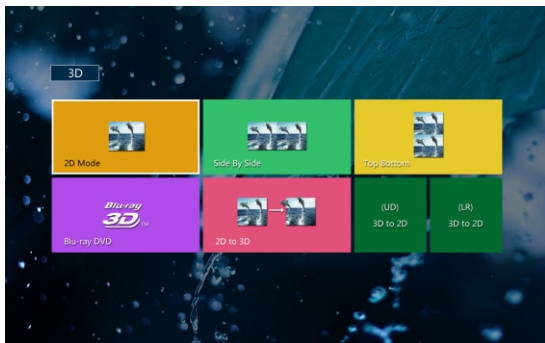 3D
2D Mode
Side By Side
Top Bottom
Blu-ray
3D™
Blu-ray DVD
2D to 3D
(UD)
3D to 2D
(LR)
3D to 2D